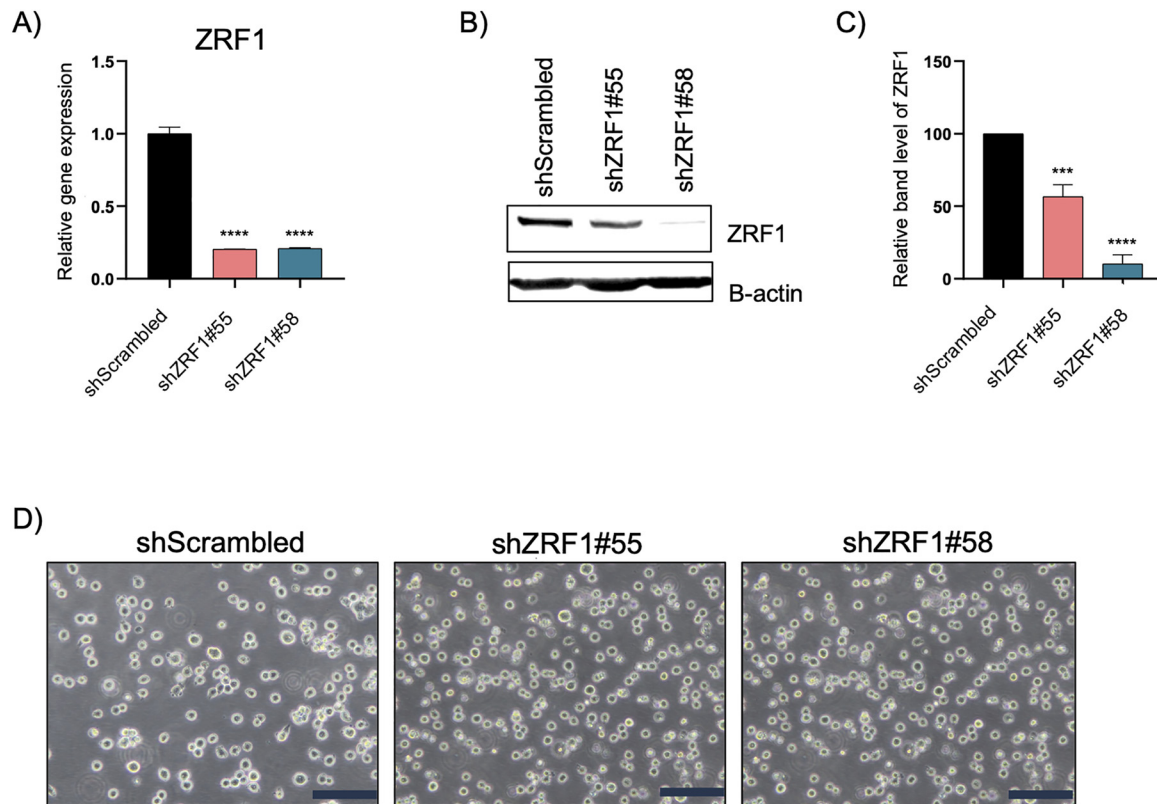 A)
ZRF1
Relative gene expression
1.5
1.0
0.5
0.0
****
****
shScrambled
shZRF1#55
shZRF1#58
B)
shScrambled
shZRF1#55
shZRF1#58
ZRF1
B-actin
C)
Relative band level of ZRF1
150
100
50
0
***
****
shScrambled
shZRF1#55
shZRF1#58
D)
shScrambled
shZRF1#55
shZRF1#58